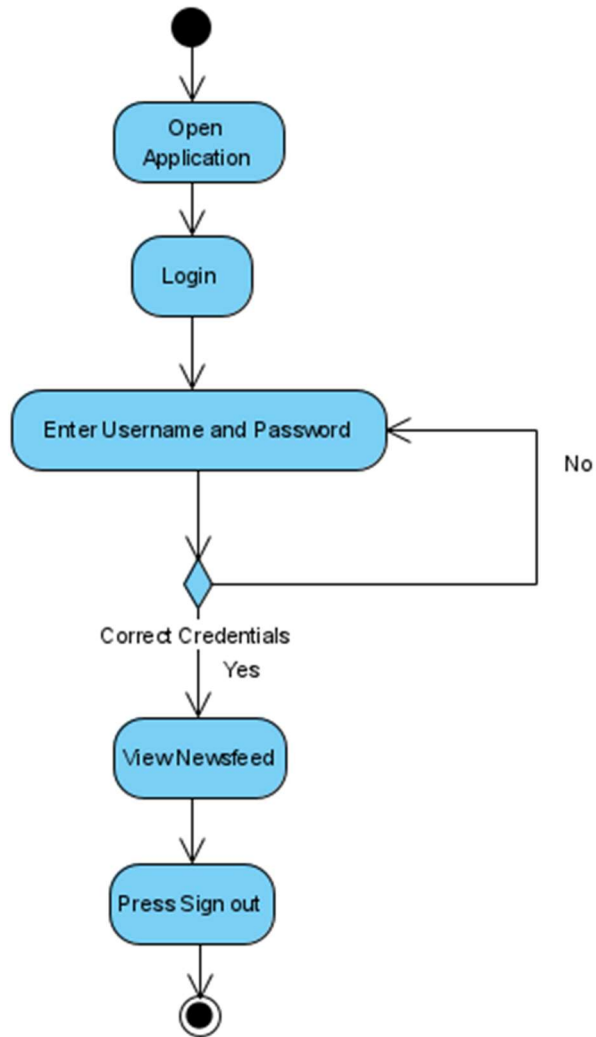 Open
Application
Login
Enter Username and Password
No
Correct Credentials
Yes
View Newsfeed
Press Sign out